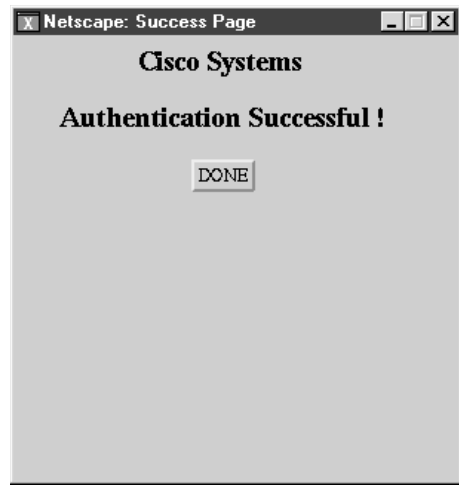 Netscape: Success Page
Cisco Systems
Authentication Successful !
DONE